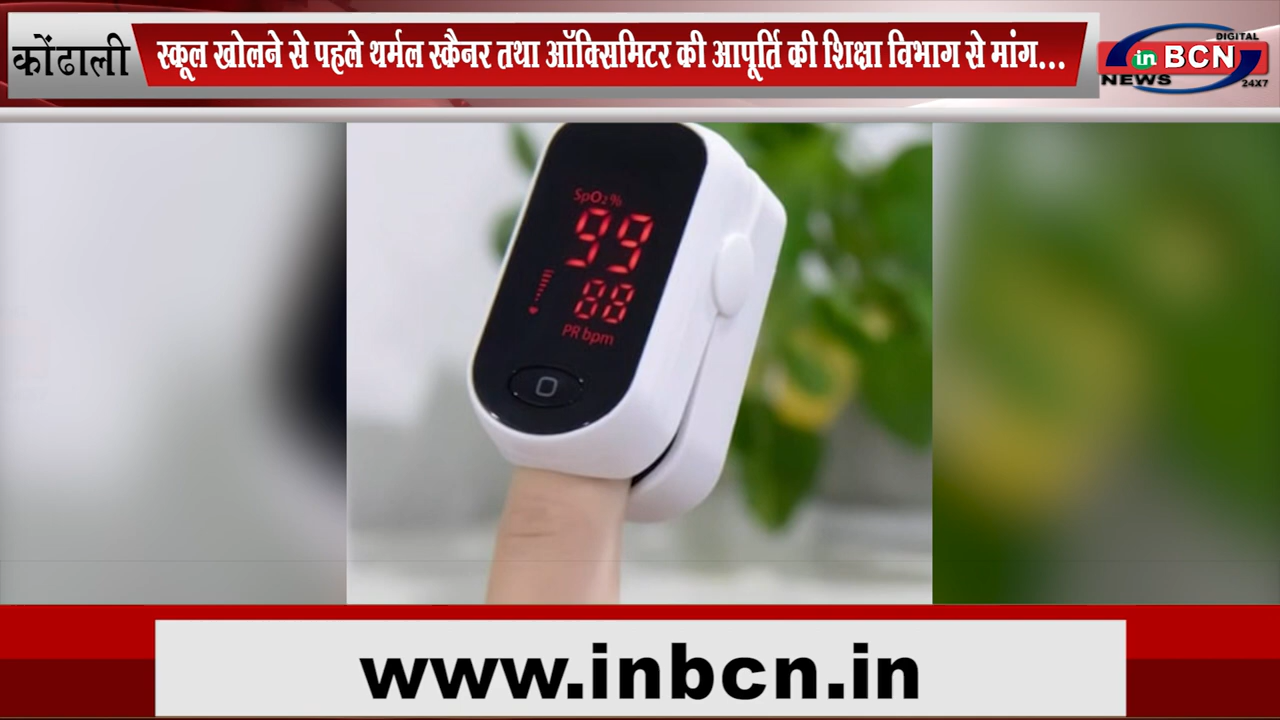 कोंढाली
स्कूल खोलने से पहले थर्मल स्कैनर तथा ऑक्सिमिटर की आपूर्ति की शिक्षा विभाग से मांग...
DIGITAL
in BCN
NEWS
24X7
SpO₂%
99
88
PR bpm
www.inbcn.in